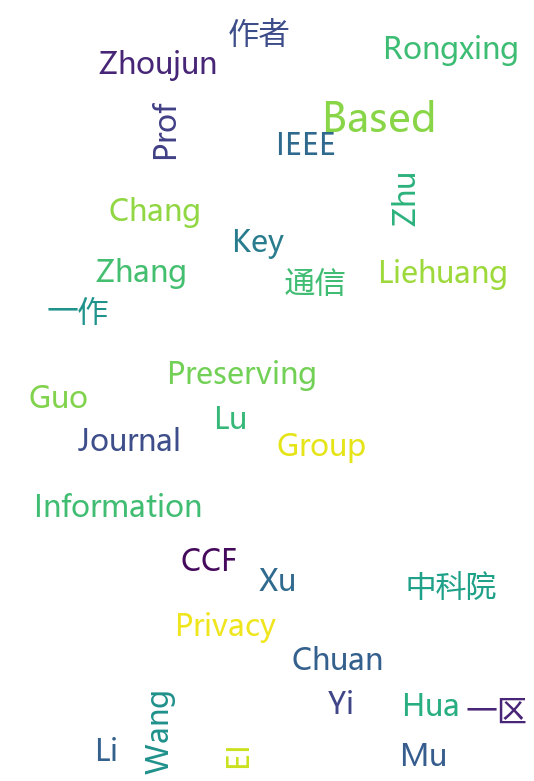 作者
Rongxing
Zhoujun
Based
Prof
IEEE
Zhu
Chang
Key
Zhang
通信
Liehuang
一作
Preserving
Guo
Lu
Journal
Group
Information
CCF
Xu
中科院
Privacy
Chuan
Yi
Hua
一区
Wang
Li
EI
Mu